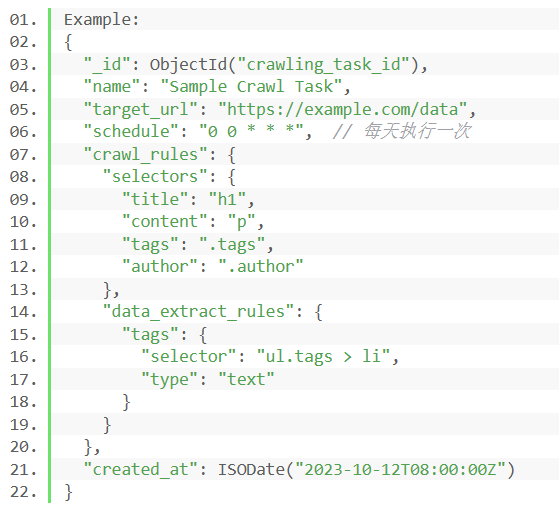 01. Example:
02. {
03.   "_id": ObjectId("crawling_task_id"),
04.   "name": "Sample Crawl Task",
05.   "target_url": "https://example.com/data",
06.   "schedule": "0 0 * * *",  // 每天执行一次
07.   "crawl_rules": {
08.     "selectors": {
09.       "title": "h1",
10.       "content": "p",
11.       "tags": ".tags",
12.       "author": ".author"
13.     },
14.     "data_extract_rules": {
15.       "tags": {
16.         "selector": "ul.tags > li",
17.         "type": "text"
18.       }
19.     }
20.   },
21.   "created_at": ISODate("2023-10-12T08:00:00Z")
22. }